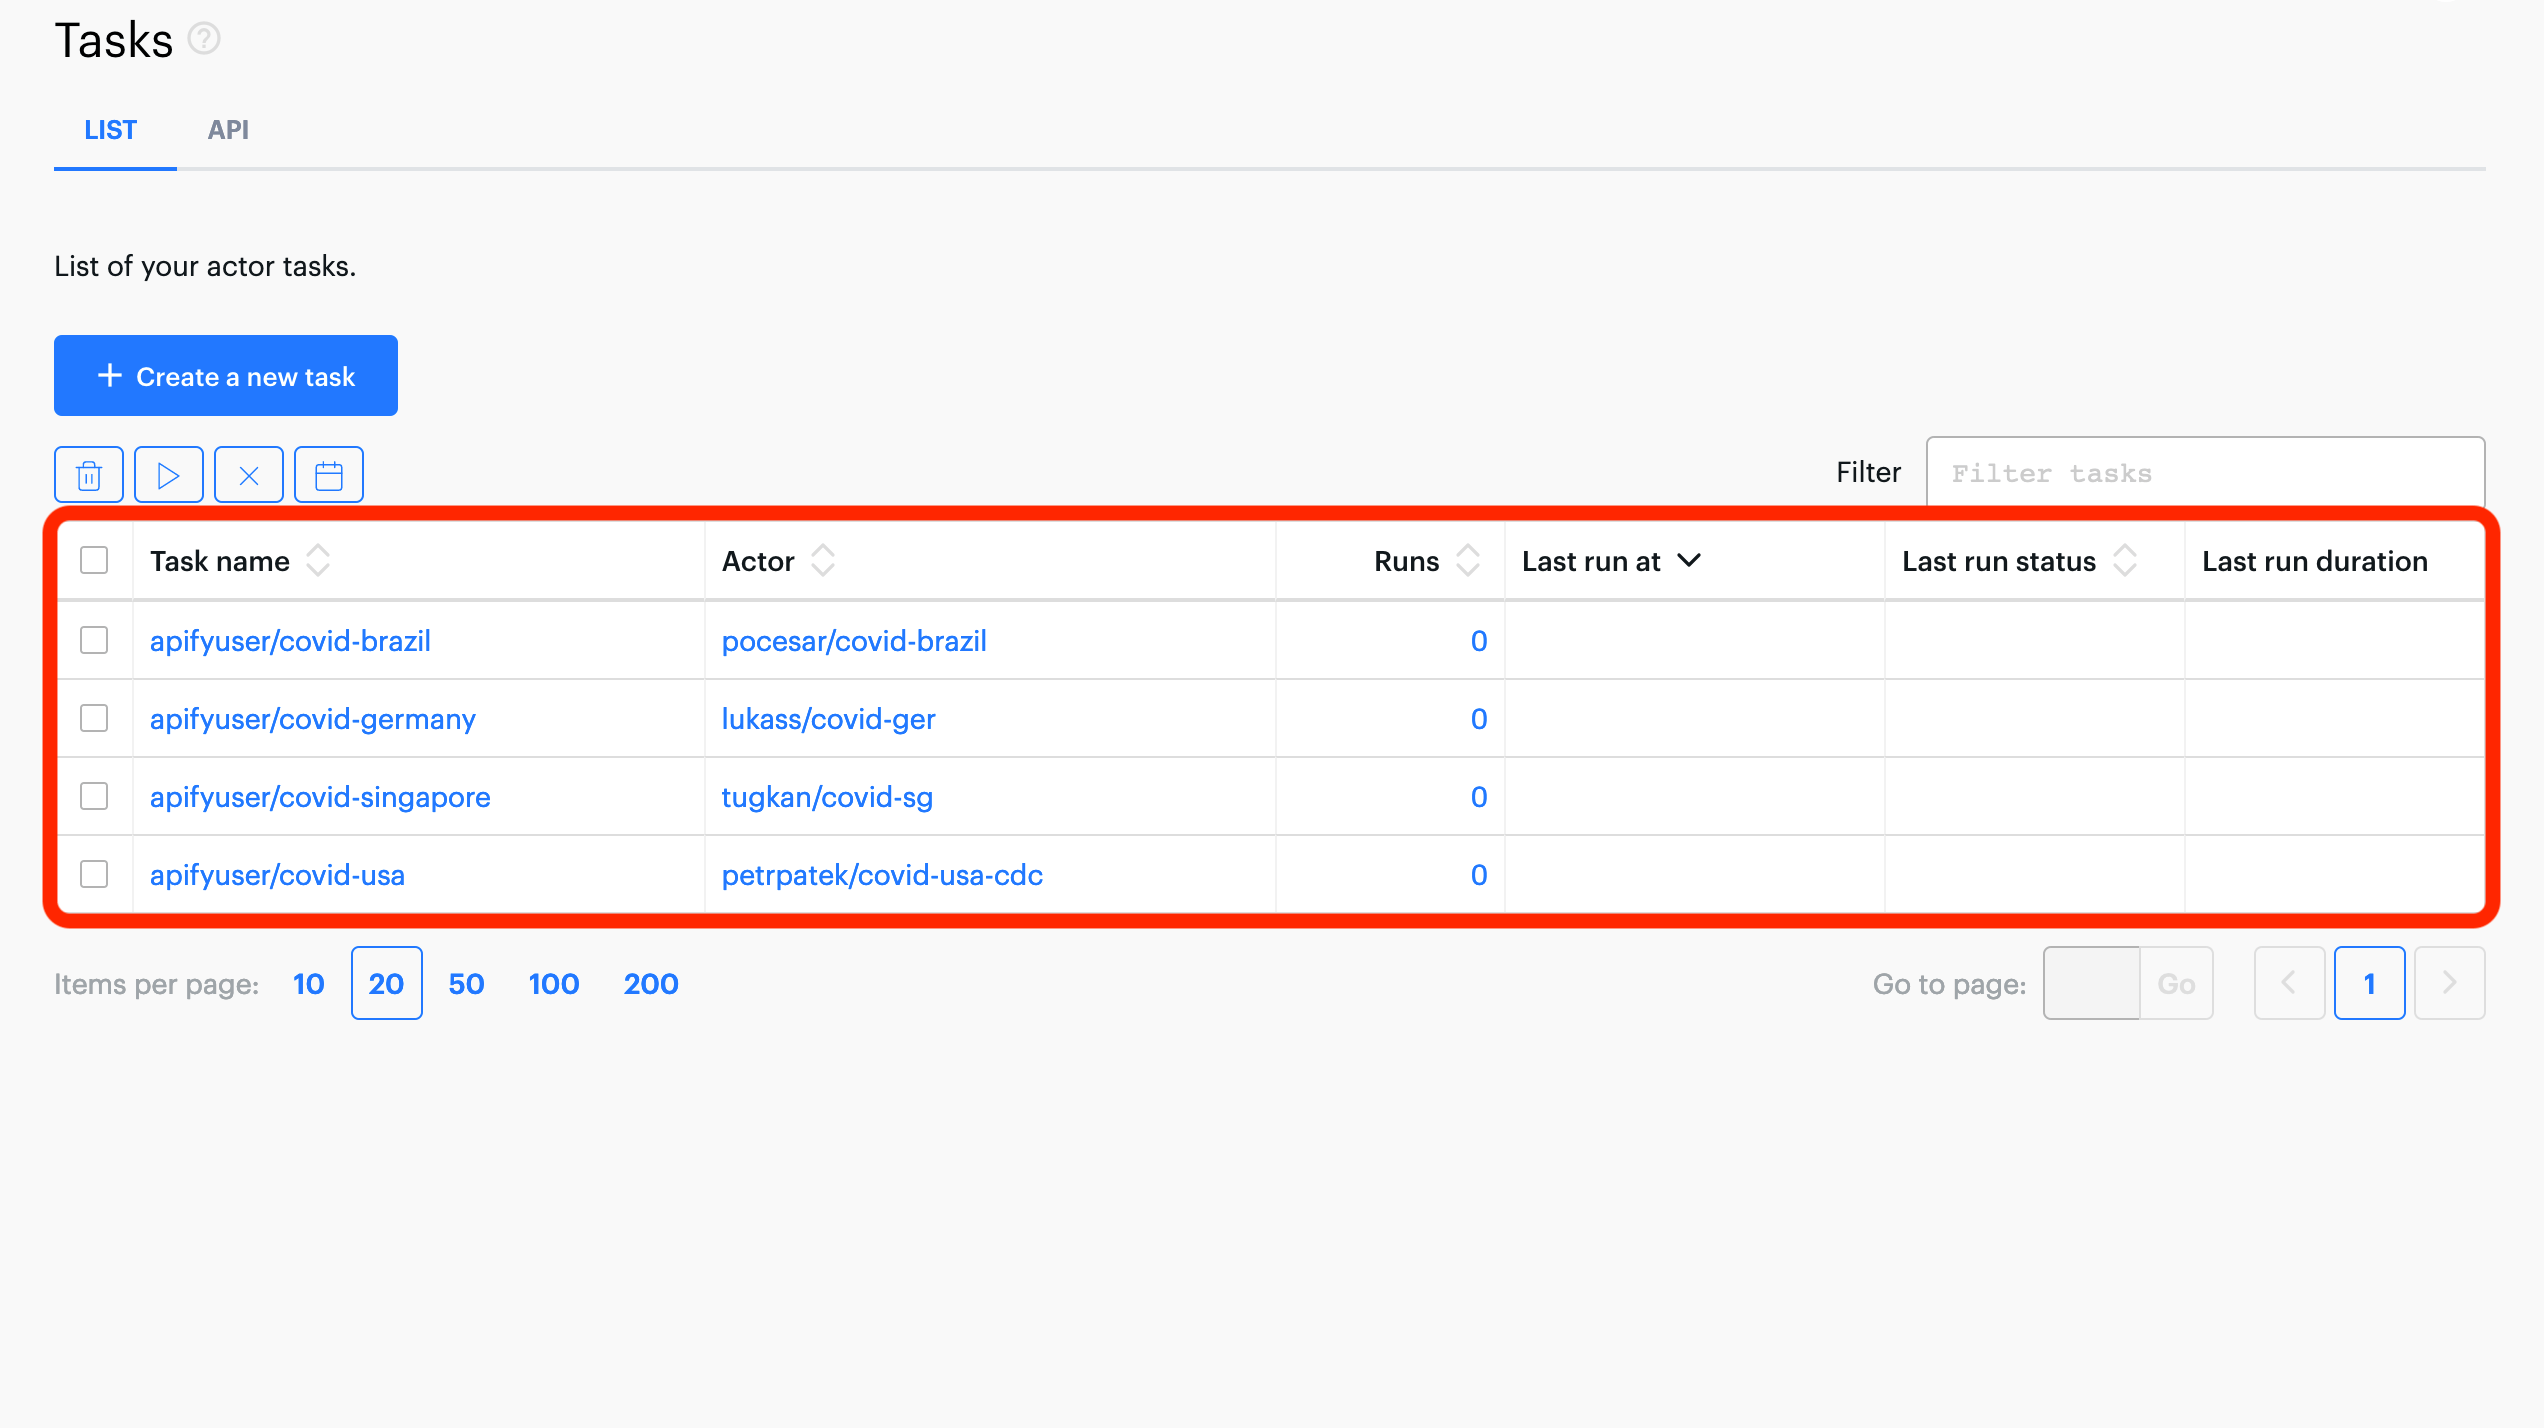 Tasks ?
LIST API
List of your actor tasks.
+ Create a new task
Filter Filter tasks
Task name Actor Runs Last run at Last run status Last run duration
apifyuser/covid-brazil pocesar/covid-brazil 0
apifyuser/covid-germany lukass/covid-ger 0
apifyuser/covid-singapore tugkan/covid-sg 0
apifyuser/covid-usa petrpatek/covid-usa-cdc 0
Items per page: 10 20 50 100 200 Go to page: Go 1